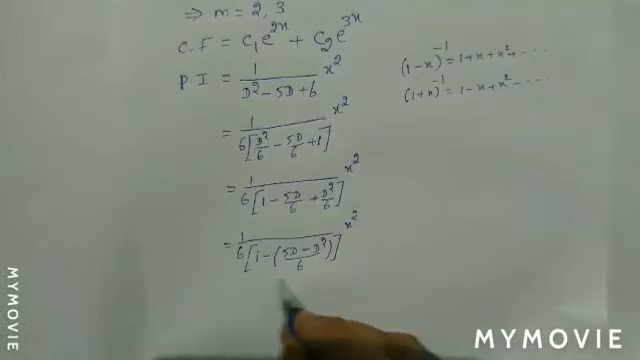 ⇒ m = 2, 3
C.F = C₁e^{2x} + C₂e^{3x}
P.I = 1/(D² - 5D + 6) x²
= 1/(6[D²/6 - 5D/6 + 1]) x²
= 1/(6[1 - 5D/6 + D²/6]) x²
= 1/(6[1 - ((5D - D²)/6)]) x²
(1-x)^{-1} = 1 + x + x² + ....
(1+x)^{-1} = 1 - x + x² - ....
MYMOVIE
MYMOVIE